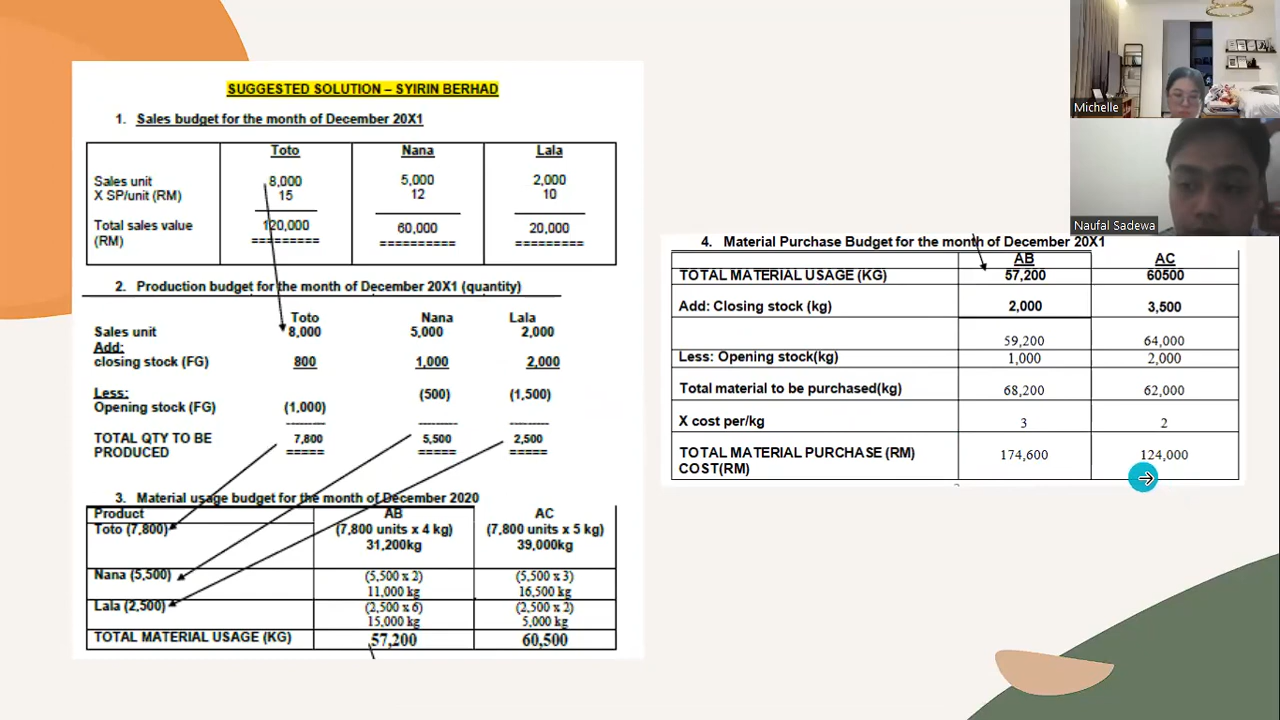 SUGGESTED SOLUTION – SYIRIN BERHAD
1. Sales budget for the month of December 20X1
Toto Nana Lala
Sales unit 8,000 5,000 2,000
X SP/unit (RM) 15 12 10
Total sales value 120,000 60,000 20,000
(RM) ========= ========== =========
2. Production budget for the month of December 20X1 (quantity)
Toto Nana Lala
Sales unit 8,000 5,000 2,000
Add:
closing stock (FG) 800 1,000 2,000
Less: (500) (1,500)
Opening stock (FG) (1,000)
TOTAL QTY TO BE 7,800 5,500 2,500
PRODUCED ===== ===== =====
3. Material usage budget for the month of December 2020
Product AB AC
Toto (7,800) (7,800 units x 4 kg) (7,800 units x 5 kg)
31,200kg 39,000kg
Nana (5,500) (5,500 x 2) (5,500 x 3)
11,000 kg 16,500 kg
Lala (2,500) (2,500 x 6) (2,500 x 2)
15,000 kg 5,000 kg
TOTAL MATERIAL USAGE (KG) 57,200 60,500
4. Material Purchase Budget for the month of December 20X1
AB AC
TOTAL MATERIAL USAGE (KG) 57,200 60500
Add: Closing stock (kg) 2,000 3,500
59,200 64,000
Less: Opening stock(kg) 1,000 2,000
Total material to be purchased(kg) 68,200 62,000
X cost per/kg 3 2
TOTAL MATERIAL PURCHASE (RM) 174,600 124,000
COST(RM)
Michelle
Naufal Sadewa